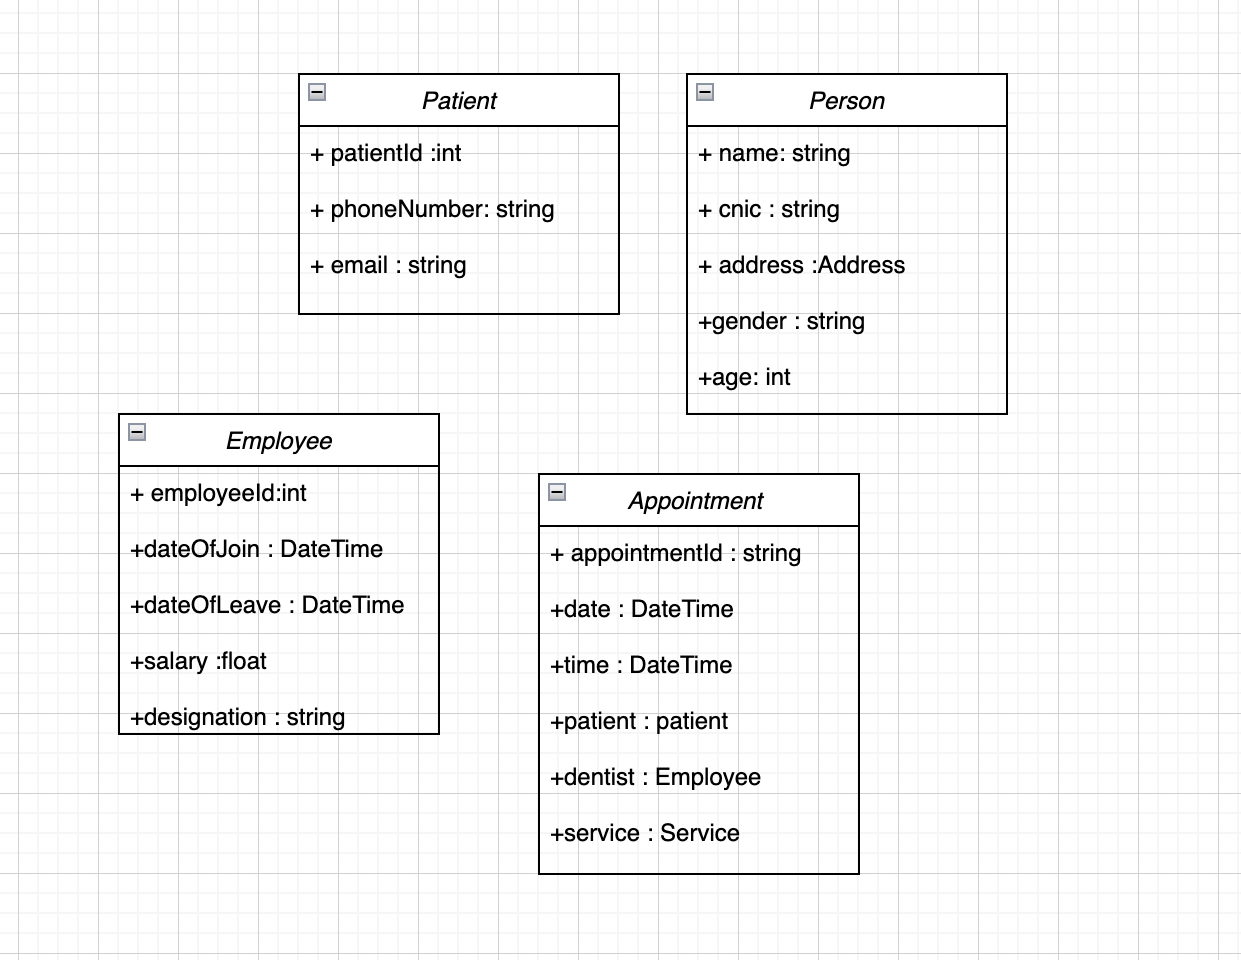 Patient
+ patientId :int
+ phoneNumber: string
+ email : string
Person
+ name: string
+ cnic : string
+ address :Address
+gender : string
+age: int
Employee
+ employeeId:int
+dateOfJoin : DateTime
+dateOfLeave : DateTime
+salary :float
+designation : string
Appointment
+ appointmentId : string
+date : DateTime
+time : DateTime
+patient : patient
+dentist : Employee
+service : Service